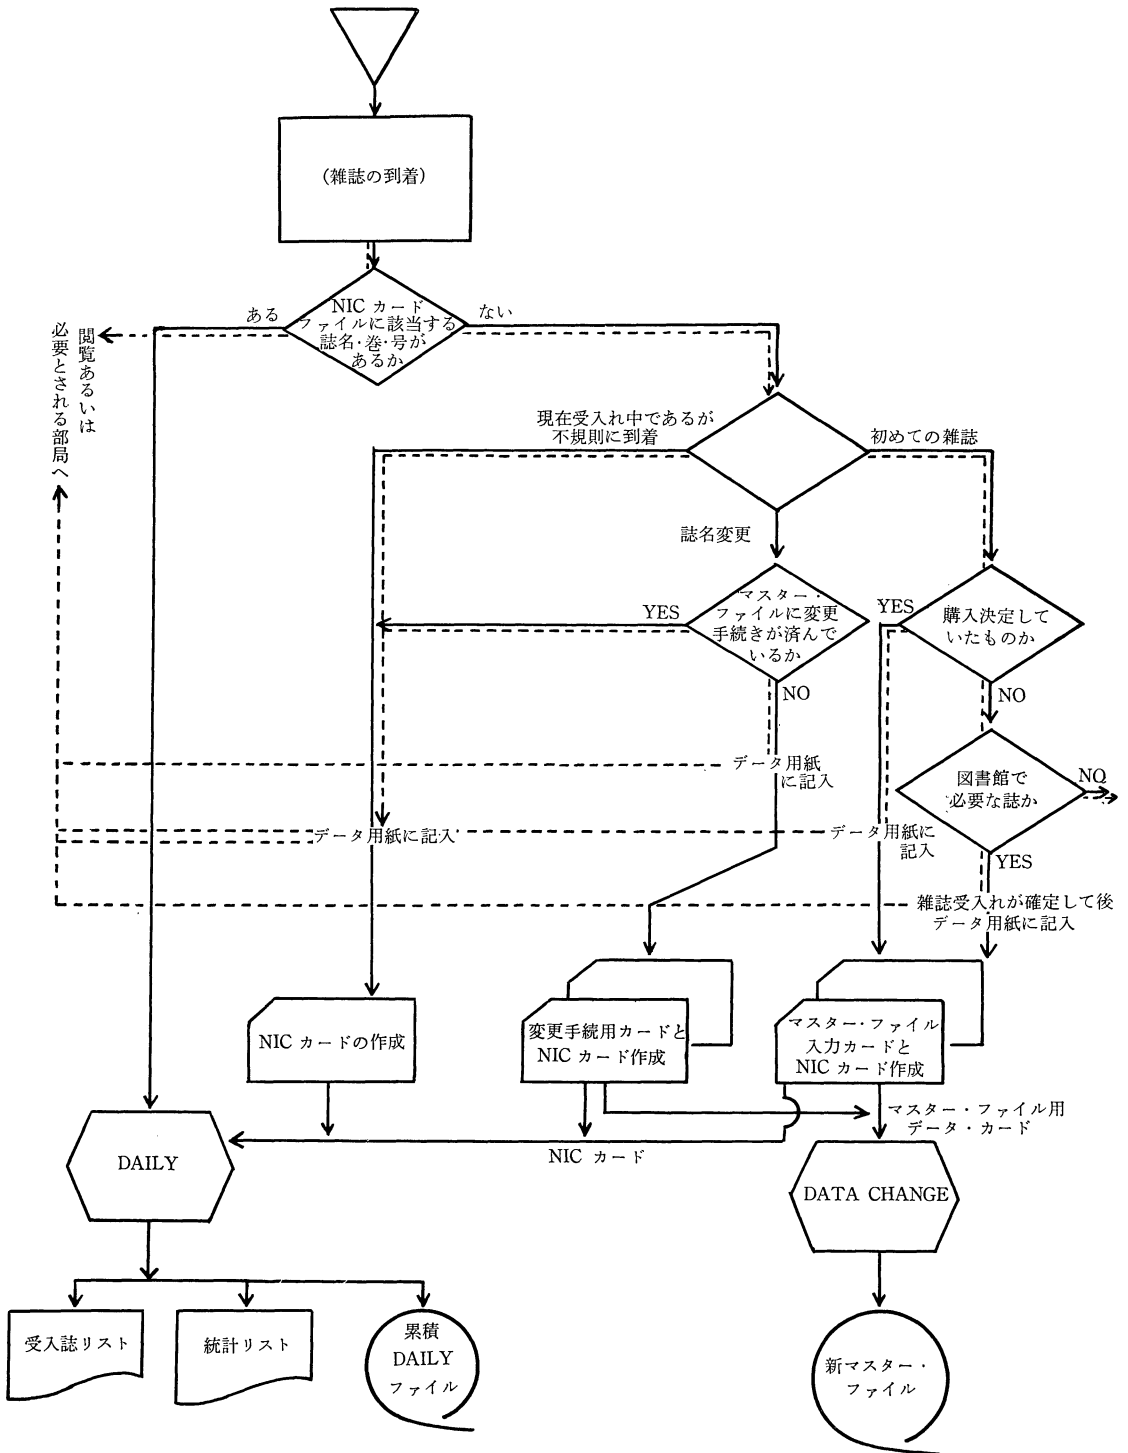 (雑誌の到着)
NIC カード
ファイルに該当する
誌名・巻・号が
あるか
ある
ない
閲覧あるいは
必要とされる部局へ
現在受入れ中であるが
不規則に到着
初めての雑誌
誌名変更
マスター・
ファイルに変更
手続きが済んで
いるか
YES
NO
購入決定して
いたものか
YES
NO
図書館で
必要な誌か
NO
YES
データ用紙
に記入
データ用紙に記入
データ用紙に
記入
雑誌受入れが確定して後
データ用紙に記入
NIC カードの作成
変更手続用カードと
NIC カード作成
マスター・ファイル
入力カードと
NIC カード作成
マスター・ファイル用
データ・カード
NIC カード
DAILY
DATA CHANGE
受入誌リスト
統計リスト
累積
DAILY
ファイル
新マスター・
ファイル